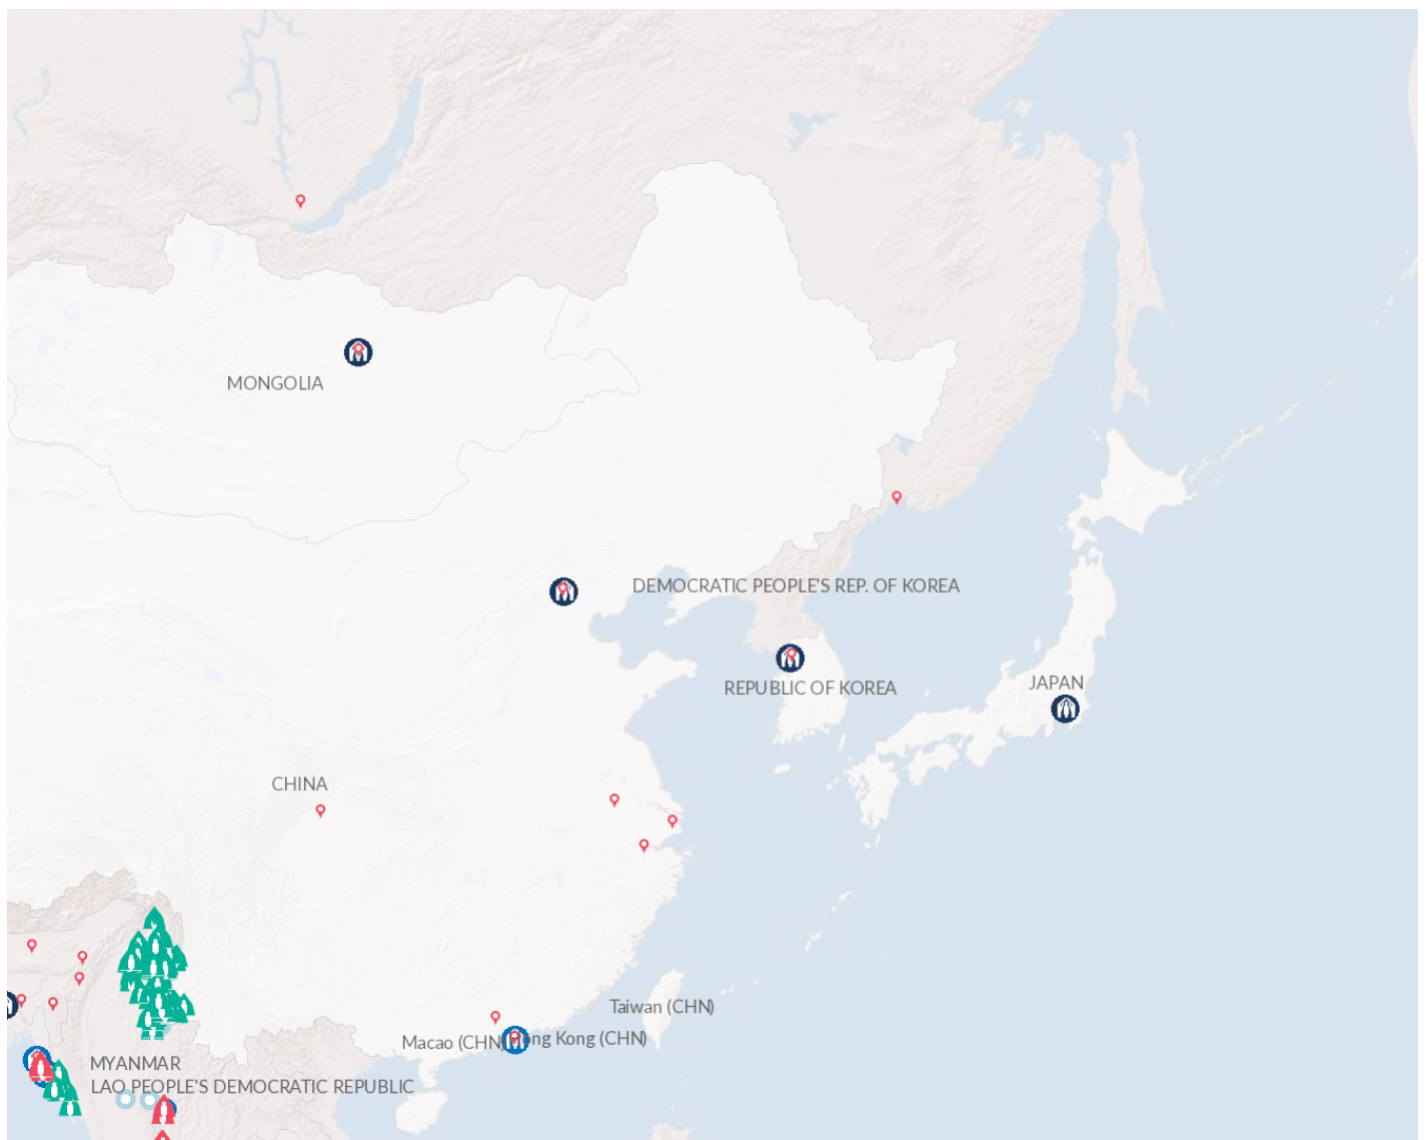 MONGOLIA
DEMOCRATIC PEOPLE'S REP. OF KOREA
REPUBLIC OF KOREA
JAPAN
CHINA
Taiwan (CHN)
Macao (CHN)
ng Kong (CHN)
MYANMAR
LAO PEOPLE'S DEMOCRATIC REPUBLIC